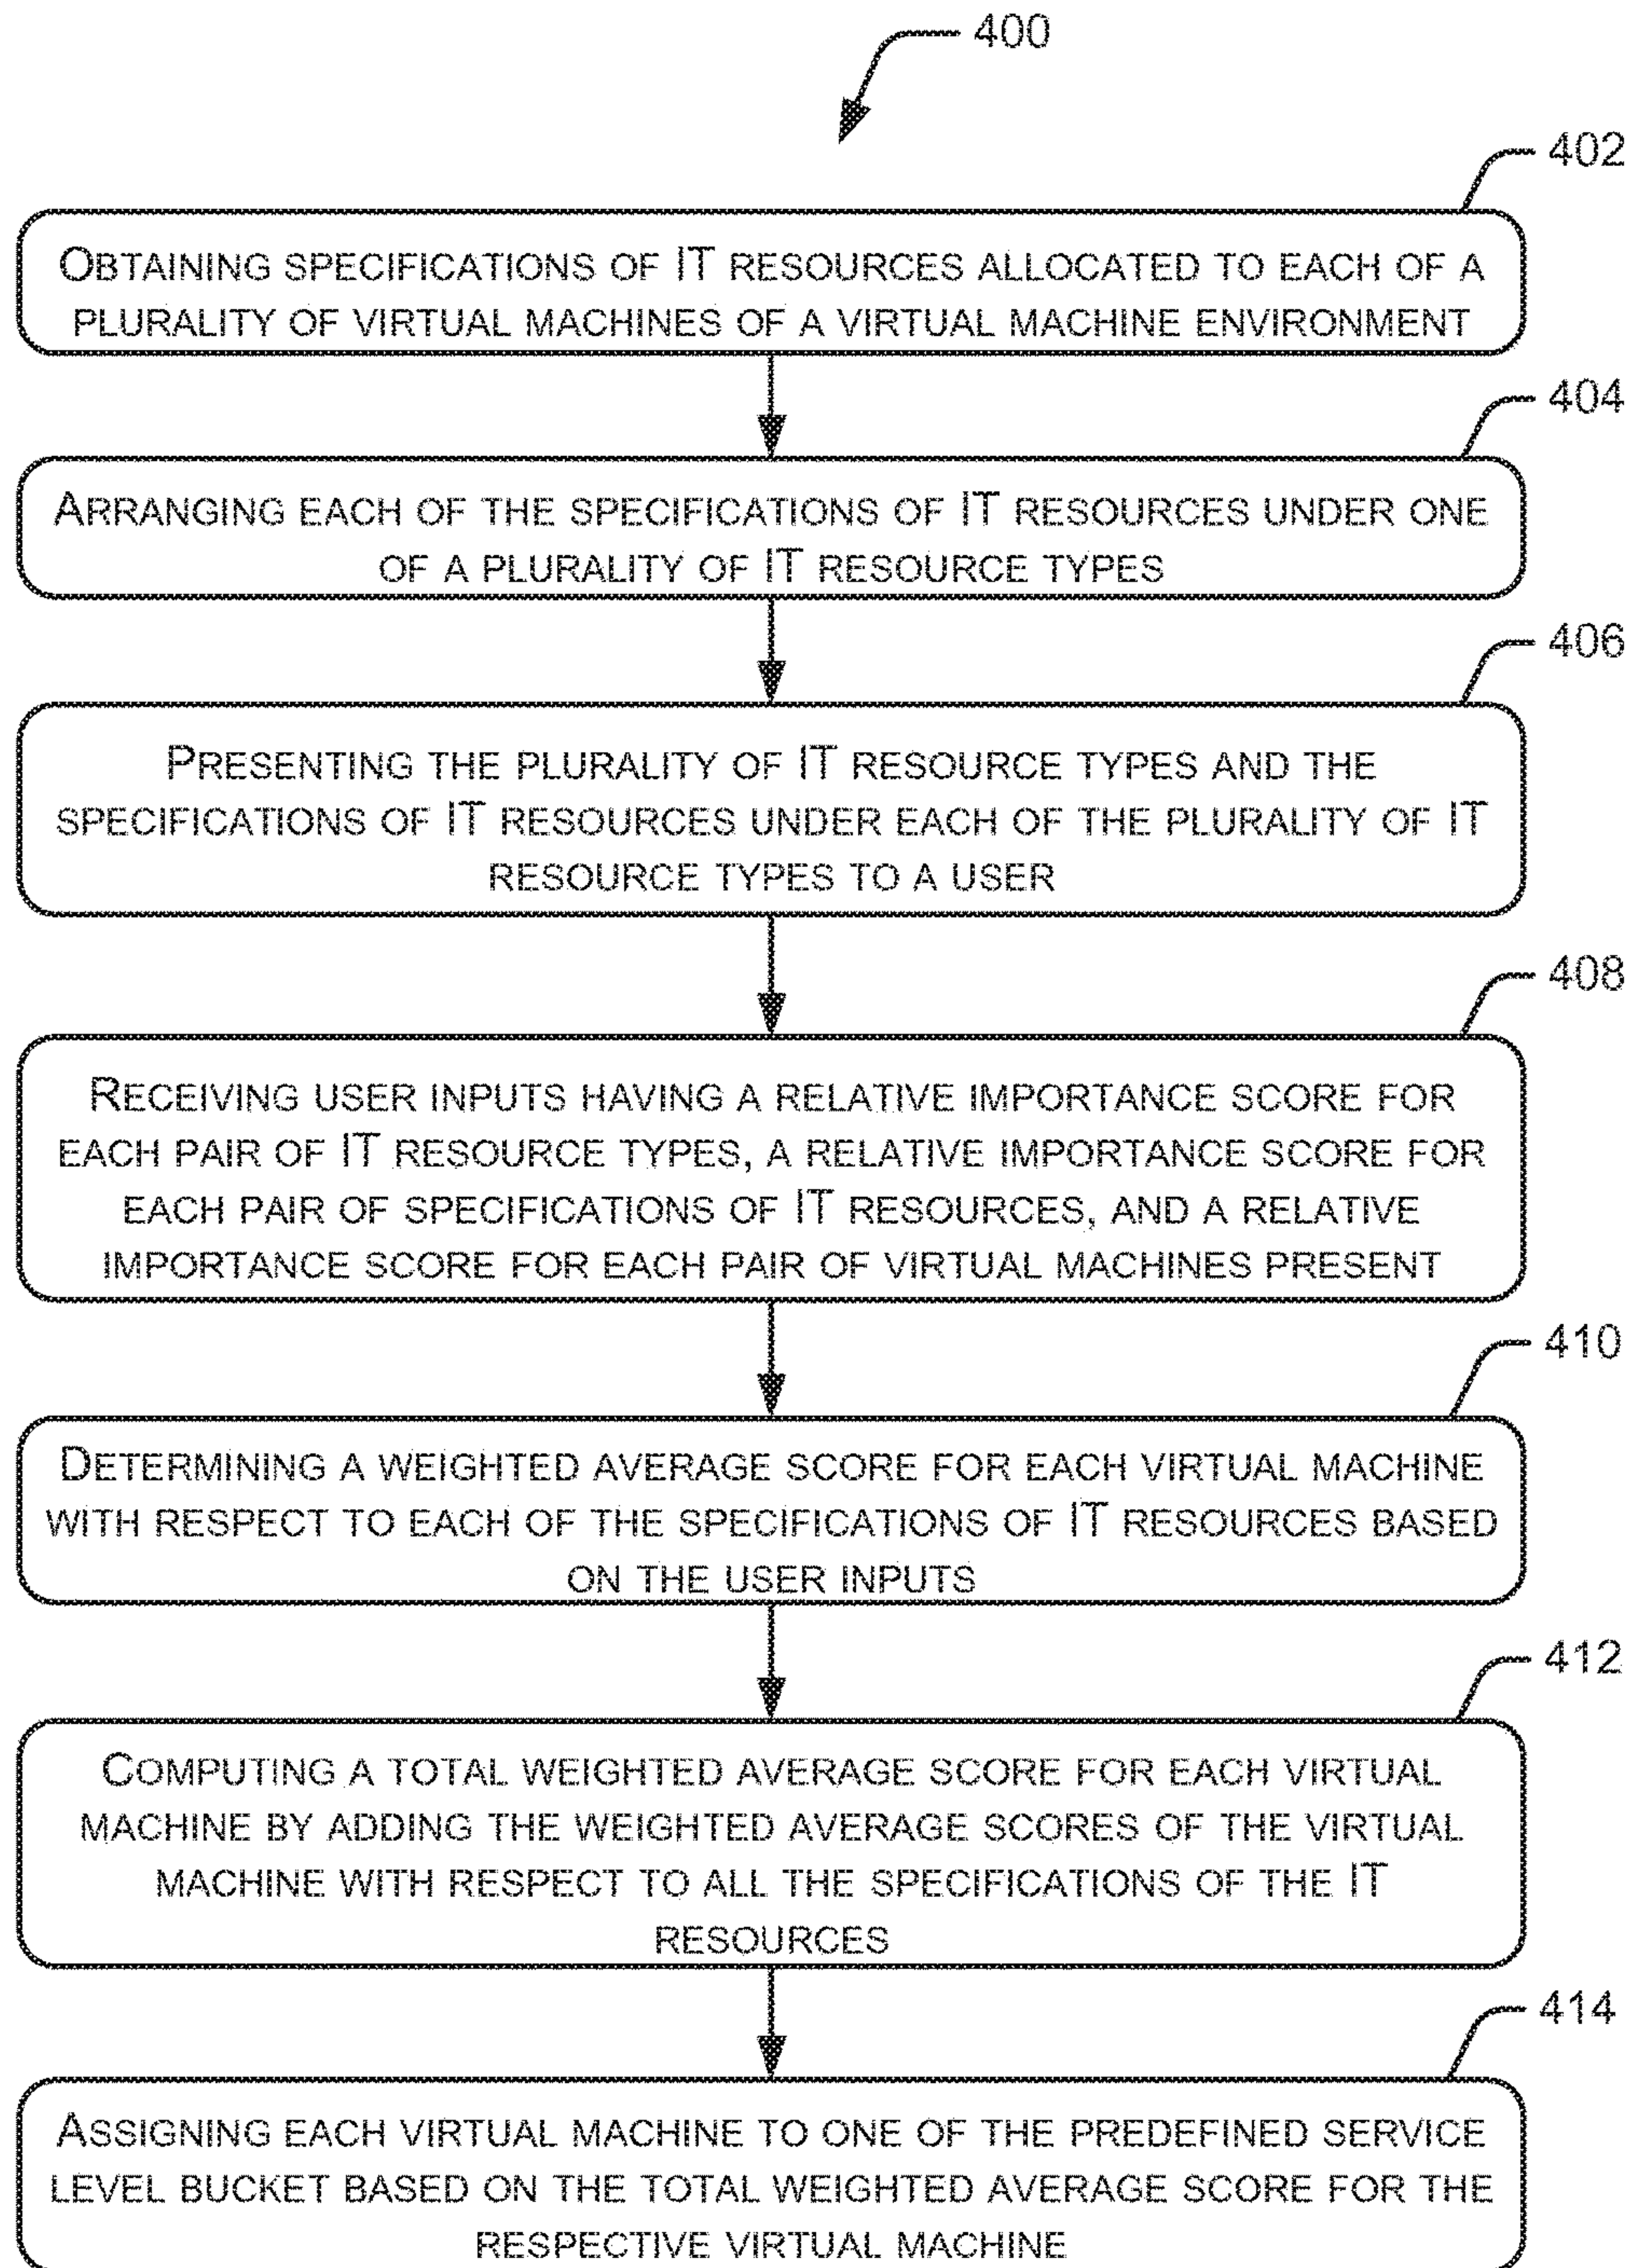 400
402
OBTAINING SPECIFICATIONS OF IT RESOURCES ALLOCATED TO EACH OF A
PLURALITY OF VIRTUAL MACHINES OF A VIRTUAL MACHINE ENVIRONMENT
404
ARRANGING EACH OF THE SPECIFICATIONS OF IT RESOURCES UNDER ONE
OF A PLURALITY OF IT RESOURCE TYPES
406
PRESENTING THE PLURALITY OF IT RESOURCE TYPES AND THE
SPECIFICATIONS OF IT RESOURCES UNDER EACH OF THE PLURALITY OF IT
RESOURCE TYPES TO A USER
408
RECEIVING USER INPUTS HAVING A RELATIVE IMPORTANCE SCORE FOR
EACH PAIR OF IT RESOURCE TYPES, A RELATIVE IMPORTANCE SCORE FOR
EACH PAIR OF SPECIFICATIONS OF IT RESOURCES, AND A RELATIVE
IMPORTANCE SCORE FOR EACH PAIR OF VIRTUAL MACHINES PRESENT
410
DETERMINING A WEIGHTED AVERAGE SCORE FOR EACH VIRTUAL MACHINE
WITH RESPECT TO EACH OF THE SPECIFICATIONS OF IT RESOURCES BASED
ON THE USER INPUTS
412
COMPUTING A TOTAL WEIGHTED AVERAGE SCORE FOR EACH VIRTUAL
MACHINE BY ADDING THE WEIGHTED AVERAGE SCORES OF THE VIRTUAL
MACHINE WITH RESPECT TO ALL THE SPECIFICATIONS OF THE IT
RESOURCES
414
ASSIGNING EACH VIRTUAL MACHINE TO ONE OF THE PREDEFINED SERVICE
LEVEL BUCKET BASED ON THE TOTAL WEIGHTED AVERAGE SCORE FOR THE
RESPECTIVE VIRTUAL MACHINE